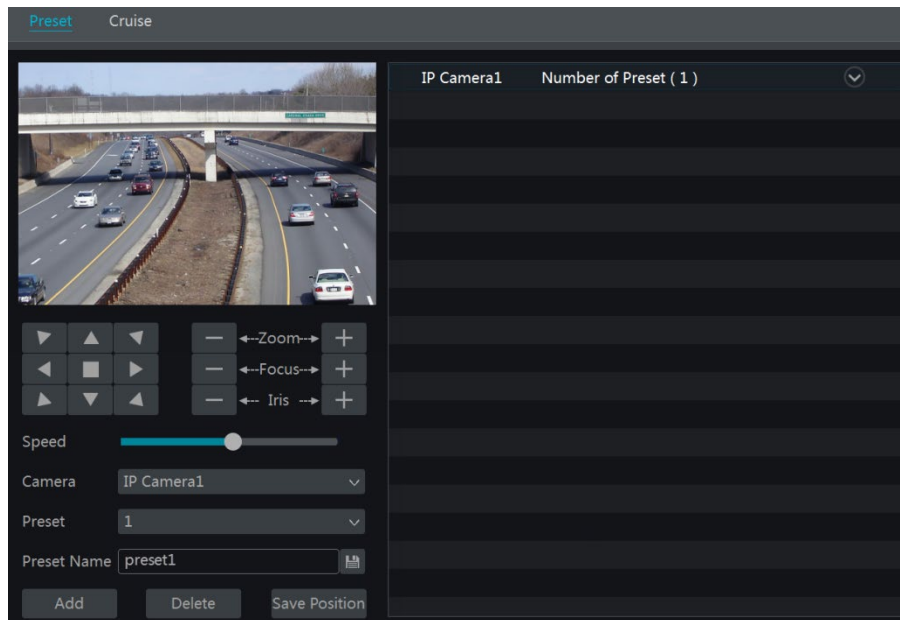 Preset Cruise
IP Camera1 Number of Preset ( 1 )
Zoom
Focus
Iris
Speed
Camera IP Camera1
Preset 1
Preset Name preset1
Add Delete Save Position